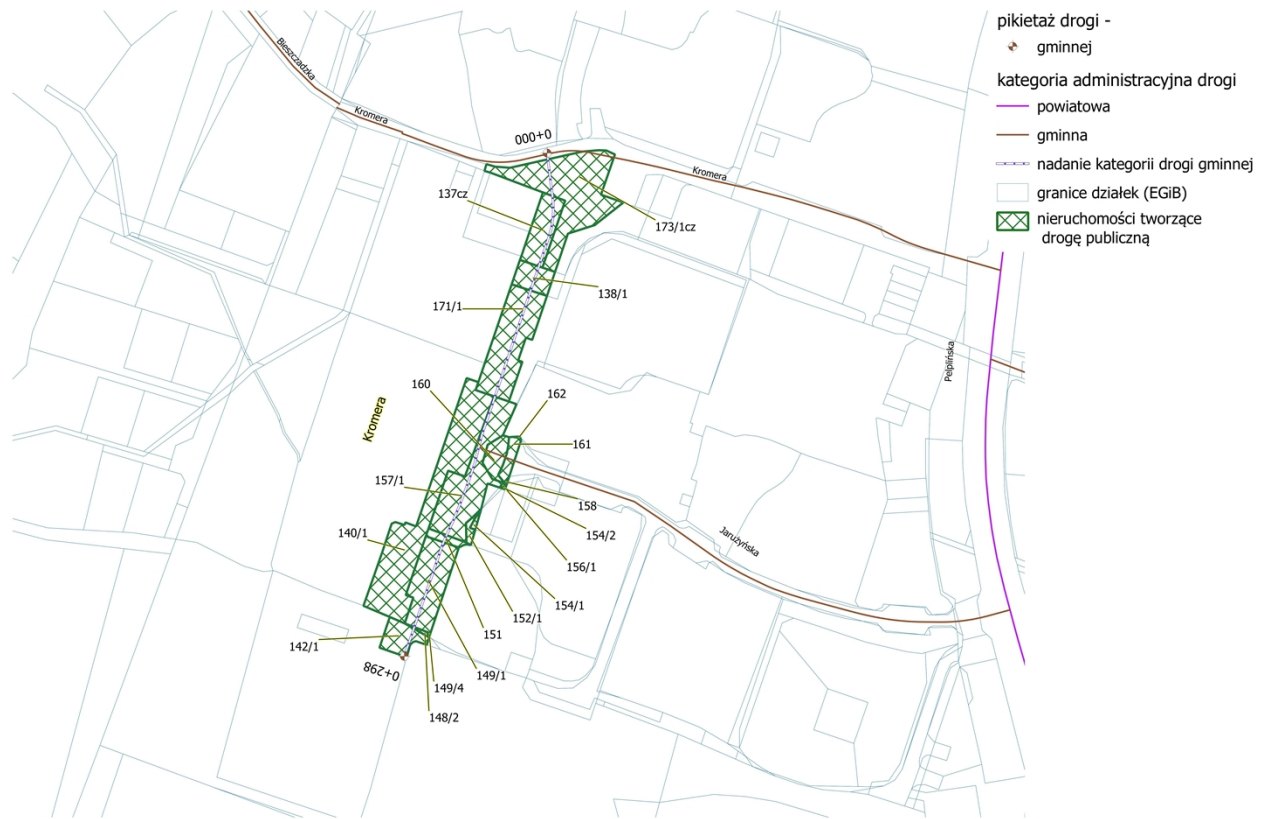 pikietaż drogi -
gminnej
kategoria administracyjna drogi
powiatowa
gminna
nadanie kategorii drogi gminnej
granice działek (EGiB)
nieruchomości tworzące
drogę publiczną
Bieszczadzka
Kromera
0+000
Kromera
137cz
173/1cz
138/1
171/1
Pelplińska
160
162
Kromera
161
157/1
158
154/2
140/1
Jarużyńska
156/1
154/1
152/1
151
142/1
149/1
0+298
149/4
148/2